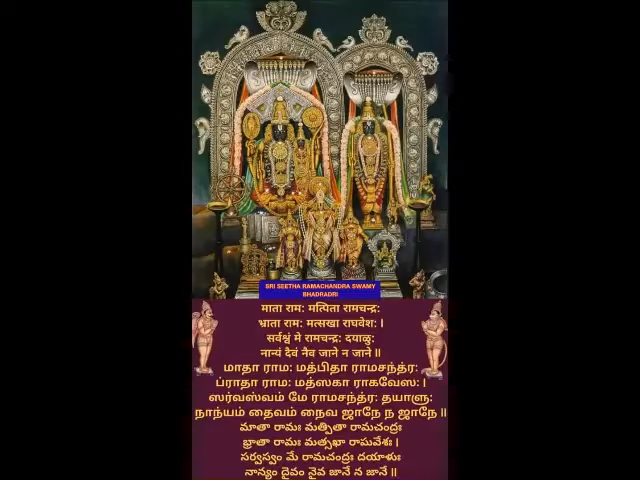 SRI SEETHA RAMACHANDRA SWAMY
BHADRADRI
माता राम: मत्पिता रामचन्द्र:
भ्राता राम: मत्सखा राघवेश: ।
सर्वश्वं मे रामचन्द्र: दयाळु:
नान्यं दैवं नैव जाने न जाने ॥
மாதா ராம: மத்பிதா ராமசந்த்ர:
ப்ராதா ராம: மத்ஸகா ராகவேஸ: ।
ஸர்வஸ்வம் மே ராமசந்த்ர: தயாளு:
நாந்யம் தைவம் நைவ ஜாநே ந ஜாநே ॥
మాతా రామః మత్పితా రామచంద్రః
భ్రాతా రామః మత్సఖా రాఘవేశః ।
సర్వస్వం మే రామచంద్రః దయాళుః
నాన్యం దైవం నైవ జానే న జానే ॥